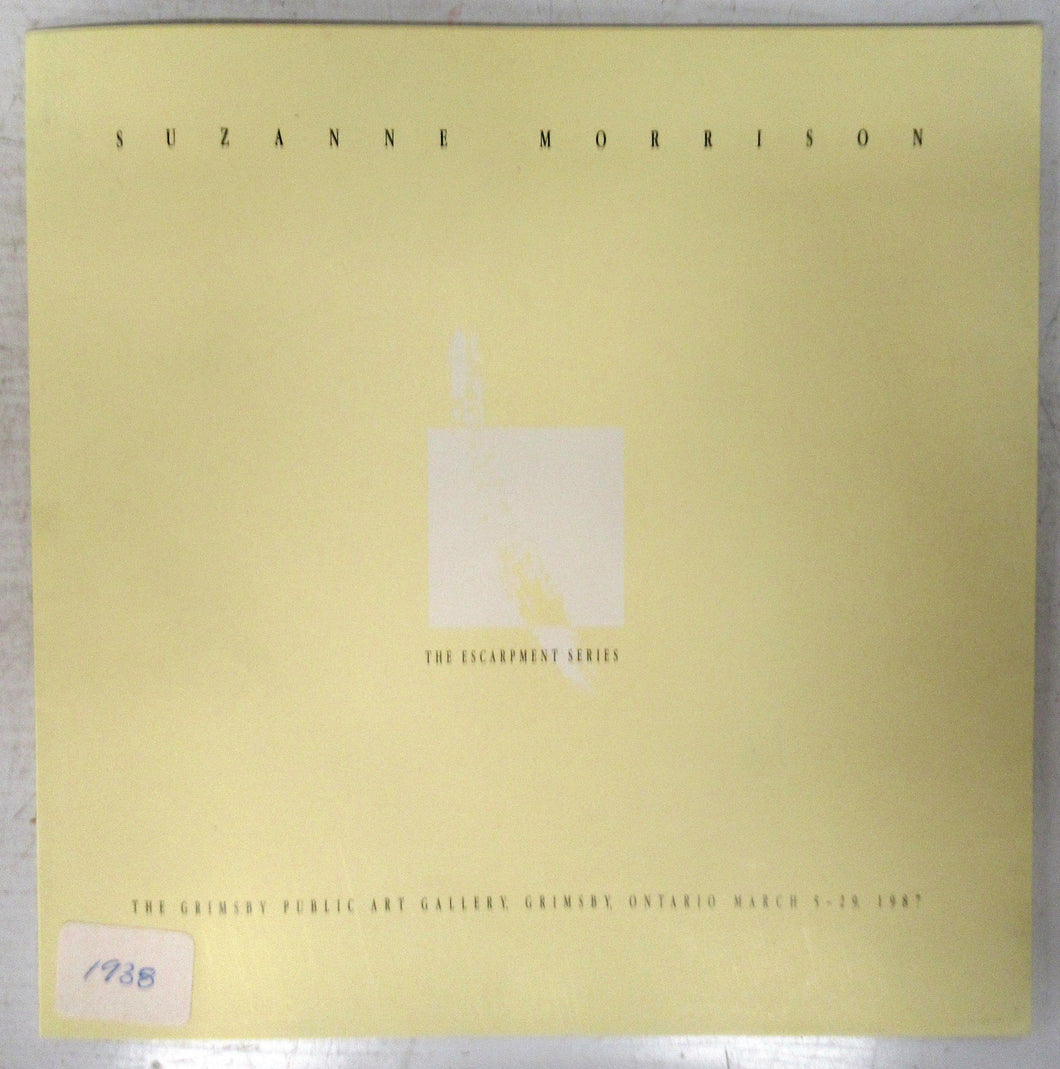 SUZANNE MORRISON
THE ESCARPMENT SERIES
THE GRIMSBY PUBLIC ART GALLERY, GRIMSBY, ONTARIO MARCH 5-29, 1987
1938